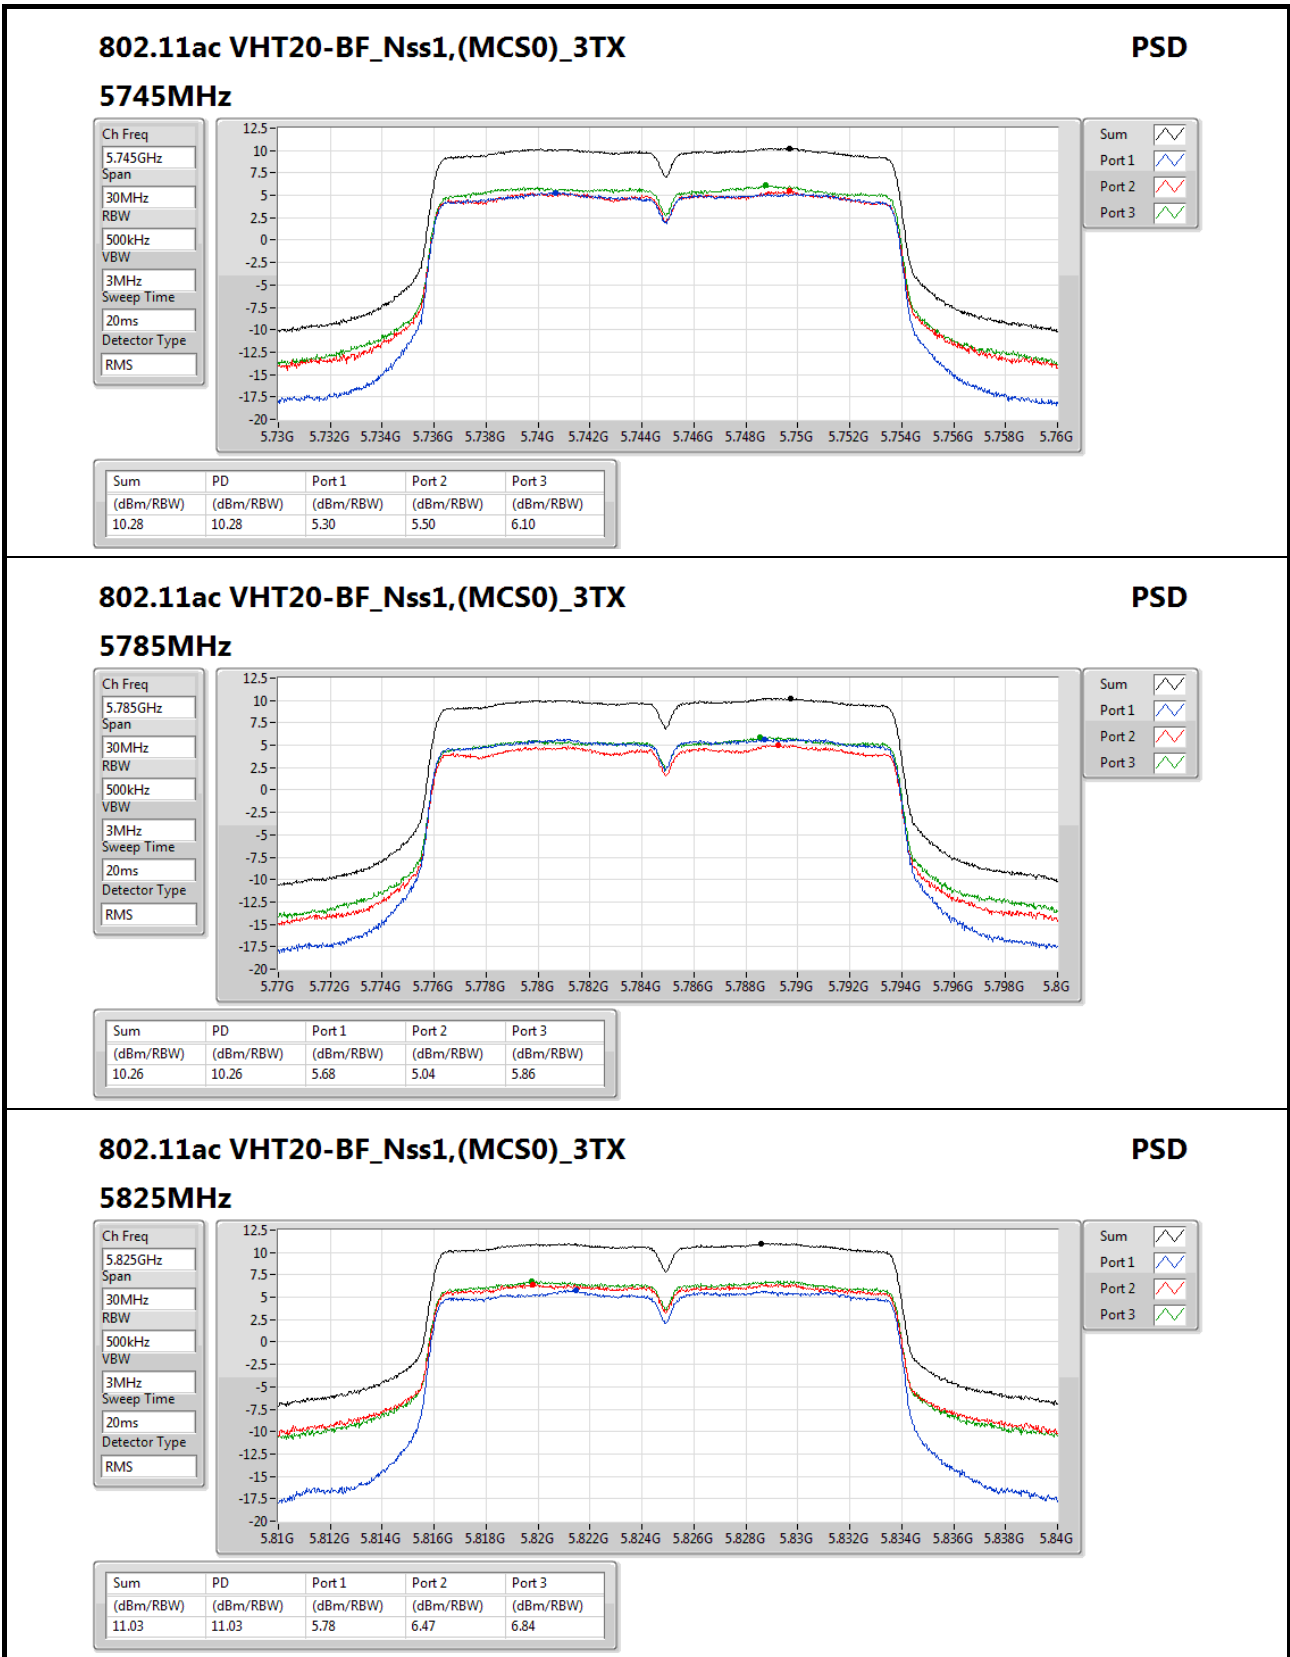 802.11ac VHT20-BF_Nss1,(MCS0)_3TX PSD
5745MHz
Ch Freq
5.745GHz
Span
30MHz
RBW
500kHz
VBW
3MHz
Sweep Time
20ms
Detector Type
RMS
12.5
10
7.5
5
2.5
0
-2.5
-5
-7.5
-10
-12.5
-15
-17.5
-20
5.73G 5.732G 5.734G 5.736G 5.738G 5.74G 5.742G 5.744G 5.746G 5.748G 5.75G 5.752G 5.754G 5.756G 5.758G 5.76G
Sum
Port 1
Port 2
Port 3
Sum PD Port 1 Port 2 Port 3
(dBm/RBW) (dBm/RBW) (dBm/RBW) (dBm/RBW) (dBm/RBW)
10.28 10.28 5.30 5.50 6.10
802.11ac VHT20-BF_Nss1,(MCS0)_3TX PSD
5785MHz
Ch Freq
5.785GHz
Span
30MHz
RBW
500kHz
VBW
3MHz
Sweep Time
20ms
Detector Type
RMS
12.5
10
7.5
5
2.5
0
-2.5
-5
-7.5
-10
-12.5
-15
-17.5
-20
5.77G 5.772G 5.774G 5.776G 5.778G 5.78G 5.782G 5.784G 5.786G 5.788G 5.79G 5.792G 5.794G 5.796G 5.798G 5.8G
Sum
Port 1
Port 2
Port 3
Sum PD Port 1 Port 2 Port 3
(dBm/RBW) (dBm/RBW) (dBm/RBW) (dBm/RBW) (dBm/RBW)
10.26 10.26 5.68 5.04 5.86
802.11ac VHT20-BF_Nss1,(MCS0)_3TX PSD
5825MHz
Ch Freq
5.825GHz
Span
30MHz
RBW
500kHz
VBW
3MHz
Sweep Time
20ms
Detector Type
RMS
12.5
10
7.5
5
2.5
0
-2.5
-5
-7.5
-10
-12.5
-15
-17.5
-20
5.81G 5.812G 5.814G 5.816G 5.818G 5.82G 5.822G 5.824G 5.826G 5.828G 5.83G 5.832G 5.834G 5.836G 5.838G 5.84G
Sum
Port 1
Port 2
Port 3
Sum PD Port 1 Port 2 Port 3
(dBm/RBW) (dBm/RBW) (dBm/RBW) (dBm/RBW) (dBm/RBW)
11.03 11.03 5.78 6.47 6.84